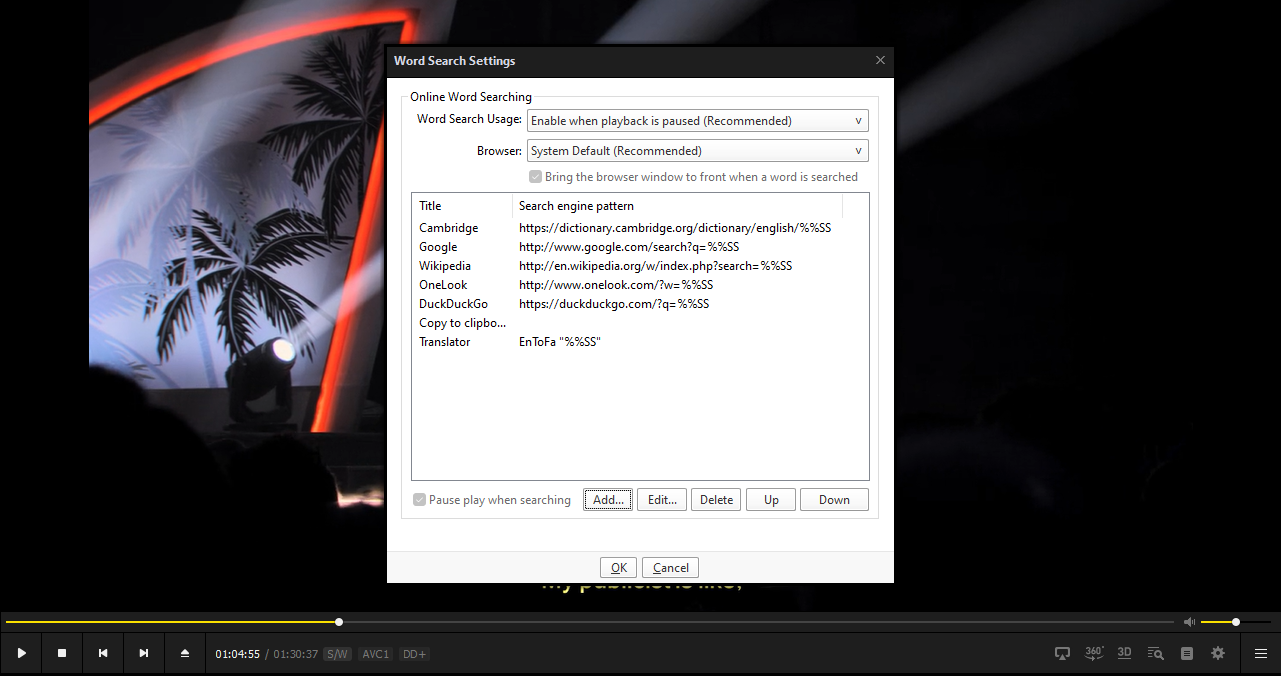 Word Search Settings
Online Word Searching
Word Search Usage: Enable when playback is paused (Recommended)
Browser: System Default (Recommended)
Bring the browser window to front when a word is searched
Title Search engine pattern
Cambridge https://dictionary.cambridge.org/dictionary/english/%%SS
Google http://www.google.com/search?q=%%SS
Wikipedia http://en.wikipedia.org/w/index.php?search=%%SS
OneLook http://www.onelook.com/?w=%%SS
DuckDuckGo https://duckduckgo.com/?q=%%SS
Copy to clipbo...
Translator EnToFa "%%SS"
Pause play when searching Add... Edit... Delete Up Down
OK Cancel
My publicist is like,
01:04:55 / 01:30:37 S/W AVC1 DD+ 360° 3D